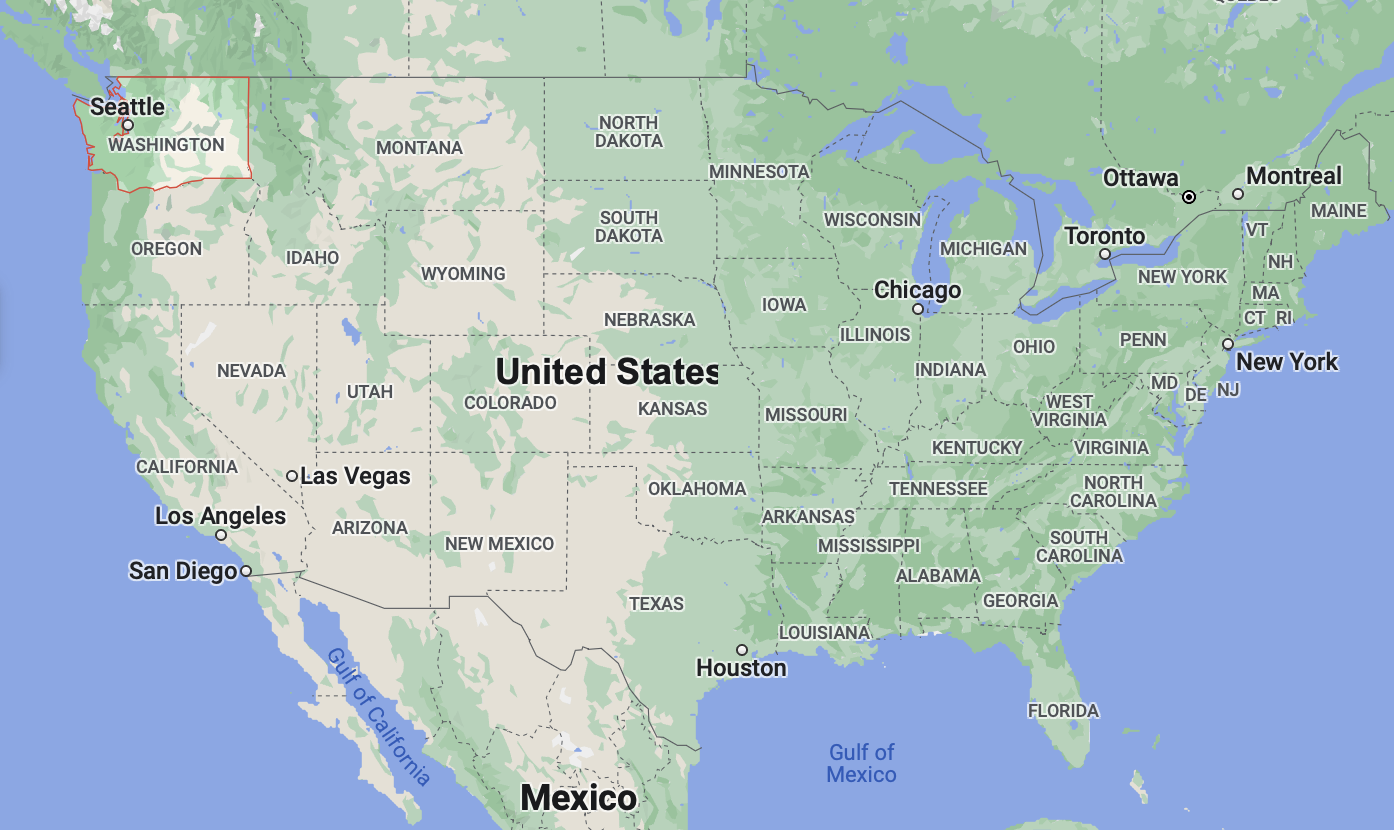 Seattle
WASHINGTON
MONTANA
NORTH
DAKOTA
MINNESOTA
Ottawa
Montreal
MAINE
SOUTH
DAKOTA
WISCONSIN
MICHIGAN
Toronto
VT
OREGON
IDAHO
WYOMING
NEW YORK
NH
MA
Chicago
IOWA
NEBRASKA
ILLINOIS
CT
RI
OHIO
PENN
New York
NEVADA
United States
INDIANA
UTAH
COLORADO
KANSAS
MISSOURI
WEST
VIRGINIA
MD
DE
NJ
KENTUCKY
VIRGINIA
CALIFORNIA
Las Vegas
OKLAHOMA
TENNESSEE
NORTH
CAROLINA
Los Angeles
ARIZONA
NEW MEXICO
ARKANSAS
MISSISSIPPI
SOUTH
CAROLINA
San Diego
ALABAMA
GEORGIA
TEXAS
LOUISIANA
Houston
Gulf of California
FLORIDA
Gulf of
Mexico
Mexico